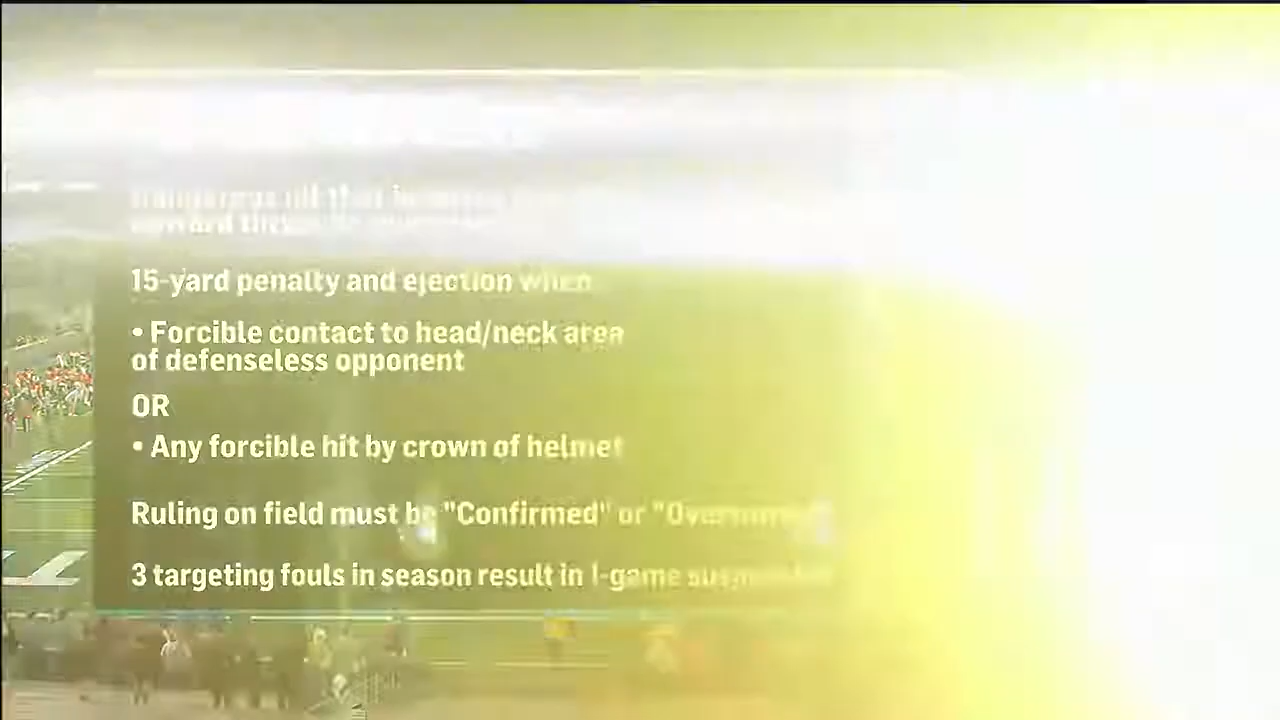 15-yard penalty and ejection when
• Forcible contact to head/neck area
of defenseless opponent
OR
• Any forcible hit by crown of helmet
Ruling on field must be "Confirmed" or "Overturned"
3 targeting fouls in season result in 1-game